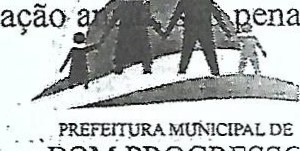 ação a pena
PREFEITURA MUNICIPAL DE
BOM PROGRESSO